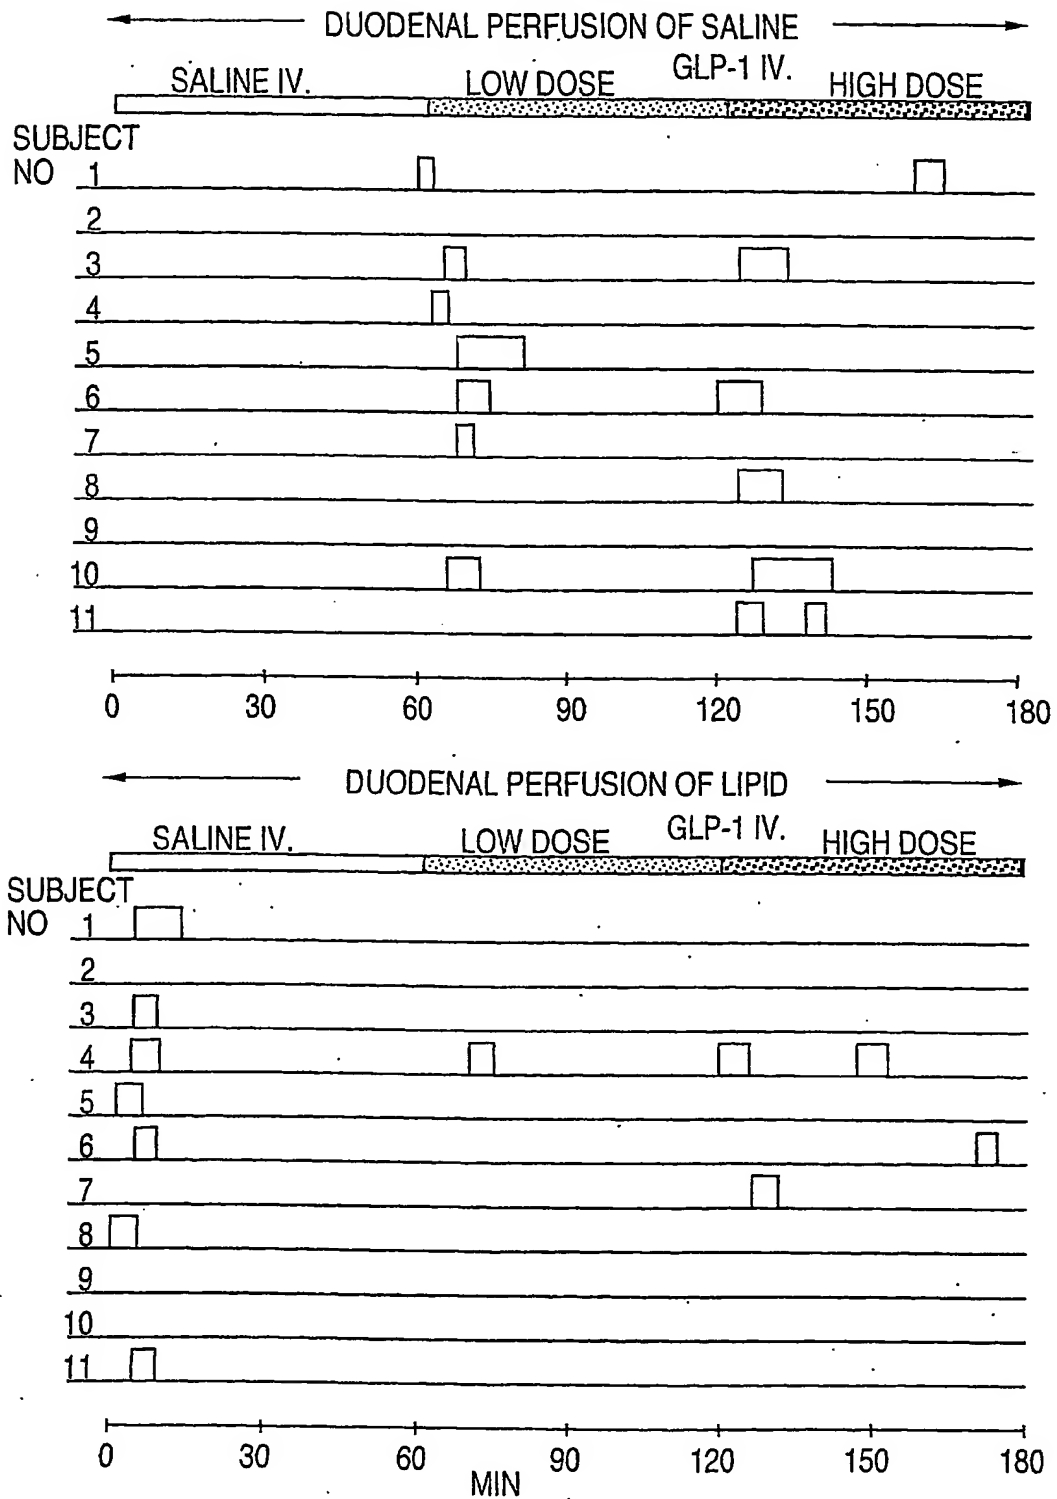 DUODENAL PERFUSION OF SALINE
SALINE IV. LOW DOSE GLP-1 IV. HIGH DOSE
SUBJECT
NO 1
2
3
4
5
6
7
8
9
10
11
0 30 60 90 120 150 180
DUODENAL PERFUSION OF LIPID
SALINE IV. LOW DOSE GLP-1 IV. HIGH DOSE
SUBJECT
NO 1
2
3
4
5
6
7
8
9
10
11
0 30 60 90 120 150 180
MIN